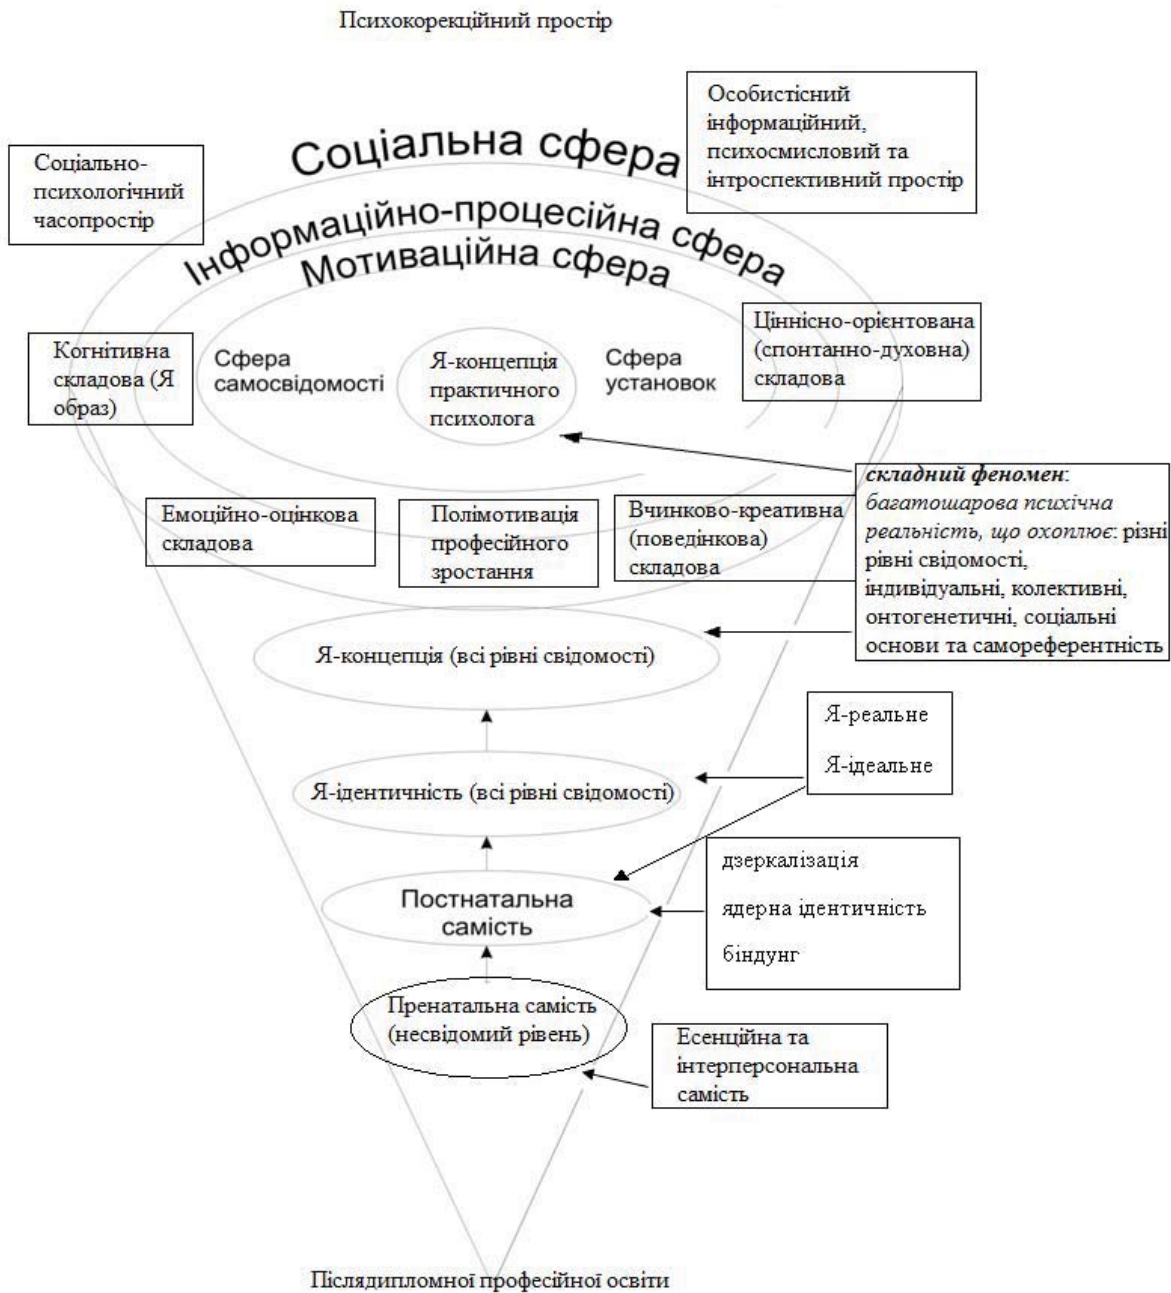 Психокорекційний простір
Особистісний
інформаційний,
психосмисловий та
інтроспективний простір
Соціальна сфера
Соціально-
психологічний
часопростір
Інформаційно-процесійна сфера
Мотиваційна сфера
Ціннісно-орієнтована
(спонтанно-духовна)
складова
Когнітивна
складова (Я
образ)
Сфера
самосвідомості
Я-концепція
практичного
психолога
Сфера
установок
складний феномен:
багатошарова психічна
реальність, що охоплює: різні
рівні свідомості,
індивідуальні, колективні,
онтогенетичні, соціальні
основи та самореферентність
Емоційно-оцінкова
складова
Полімотивація
професійного
зростання
Вчинково-креативна
(поведінкова)
складова
Я-концепція (всі рівні свідомості)
Я-реальне
Я-ідеальне
Я-ідентичність (всі рівні свідомості)
дзеркалізація
ядерна ідентичність
біндунг
Постнатальна
самість
Пренатальна самість
(несвідомий рівень)
Есенційна та
інтерперсональна
самість
Післядипломної професійної освіти